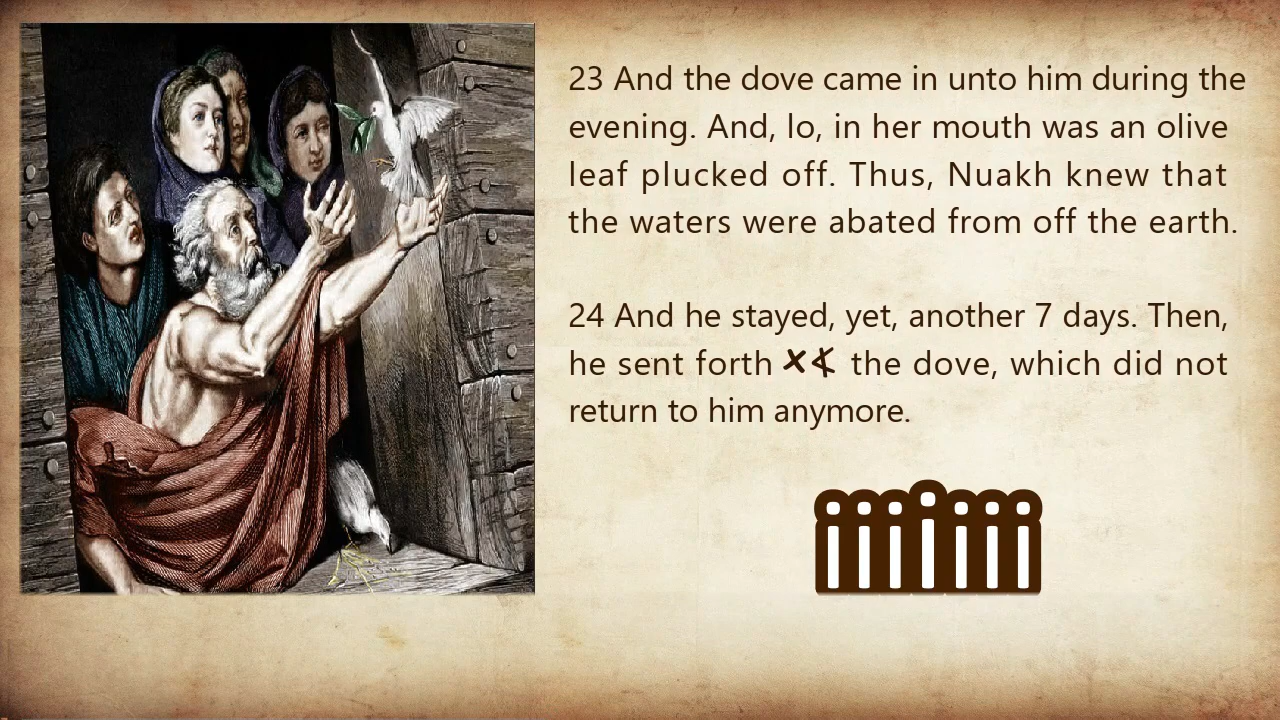 23 And the dove came in unto him during the
evening. And, lo, in her mouth was an olive
leaf plucked off. Thus, Nuakh knew that
the waters were abated from off the earth.
24 And he stayed, yet, another 7 days. Then,
he sent forth 𐤕𐤀 the dove, which did not
return to him anymore.